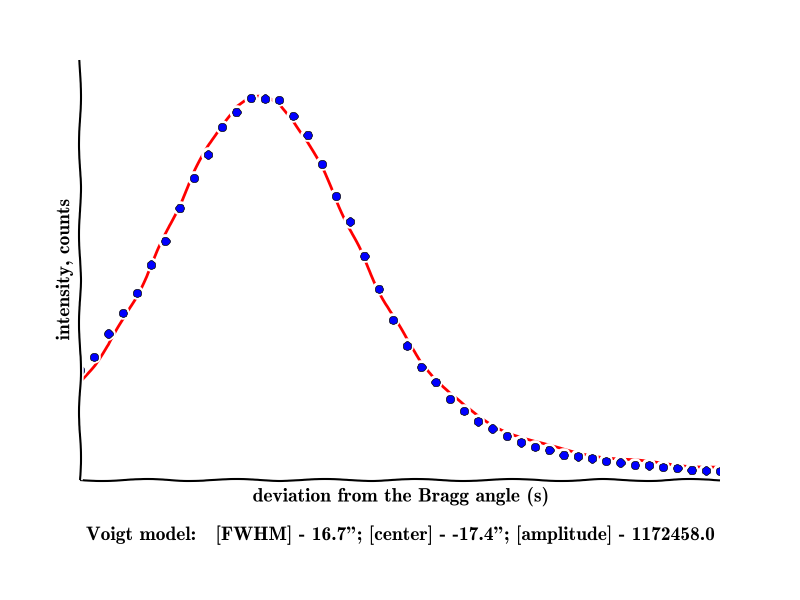 intensity, counts
deviation from the Bragg angle (s)
Voigt model: [FWHM] - 16.7”; [center] - -17.4”; [amplitude] - 1172458.0